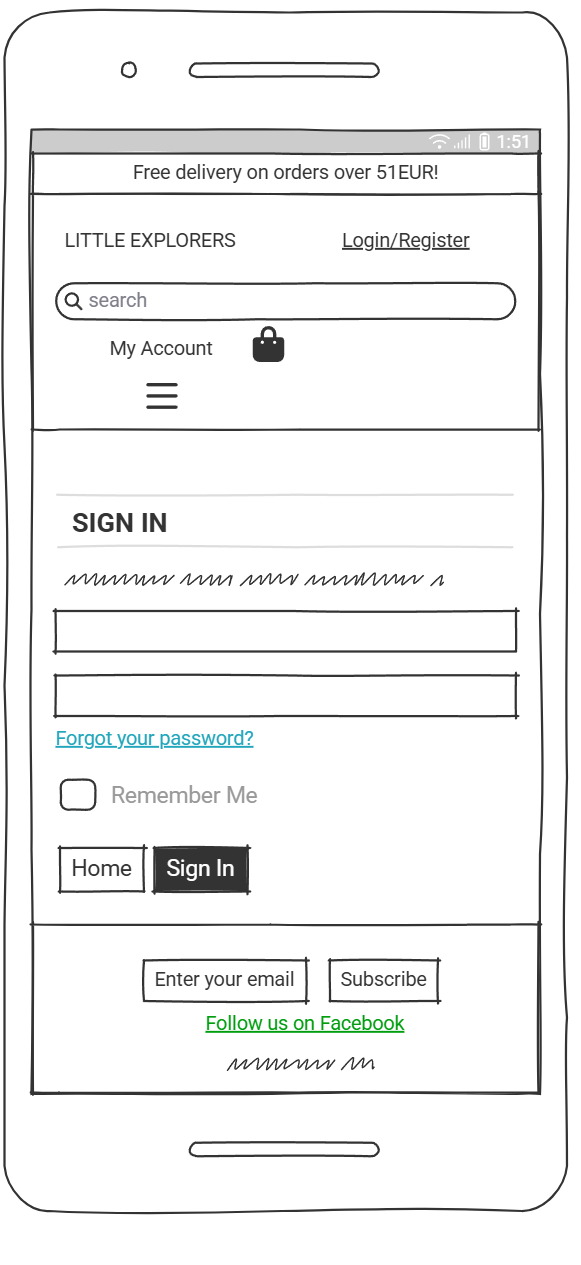 1:51
Free delivery on orders over 51EUR!
LITTLE EXPLORERS Login/Register
search
My Account
SIGN IN
Forgot your password?
Remember Me
Home Sign In
Enter your email Subscribe
Follow us on Facebook